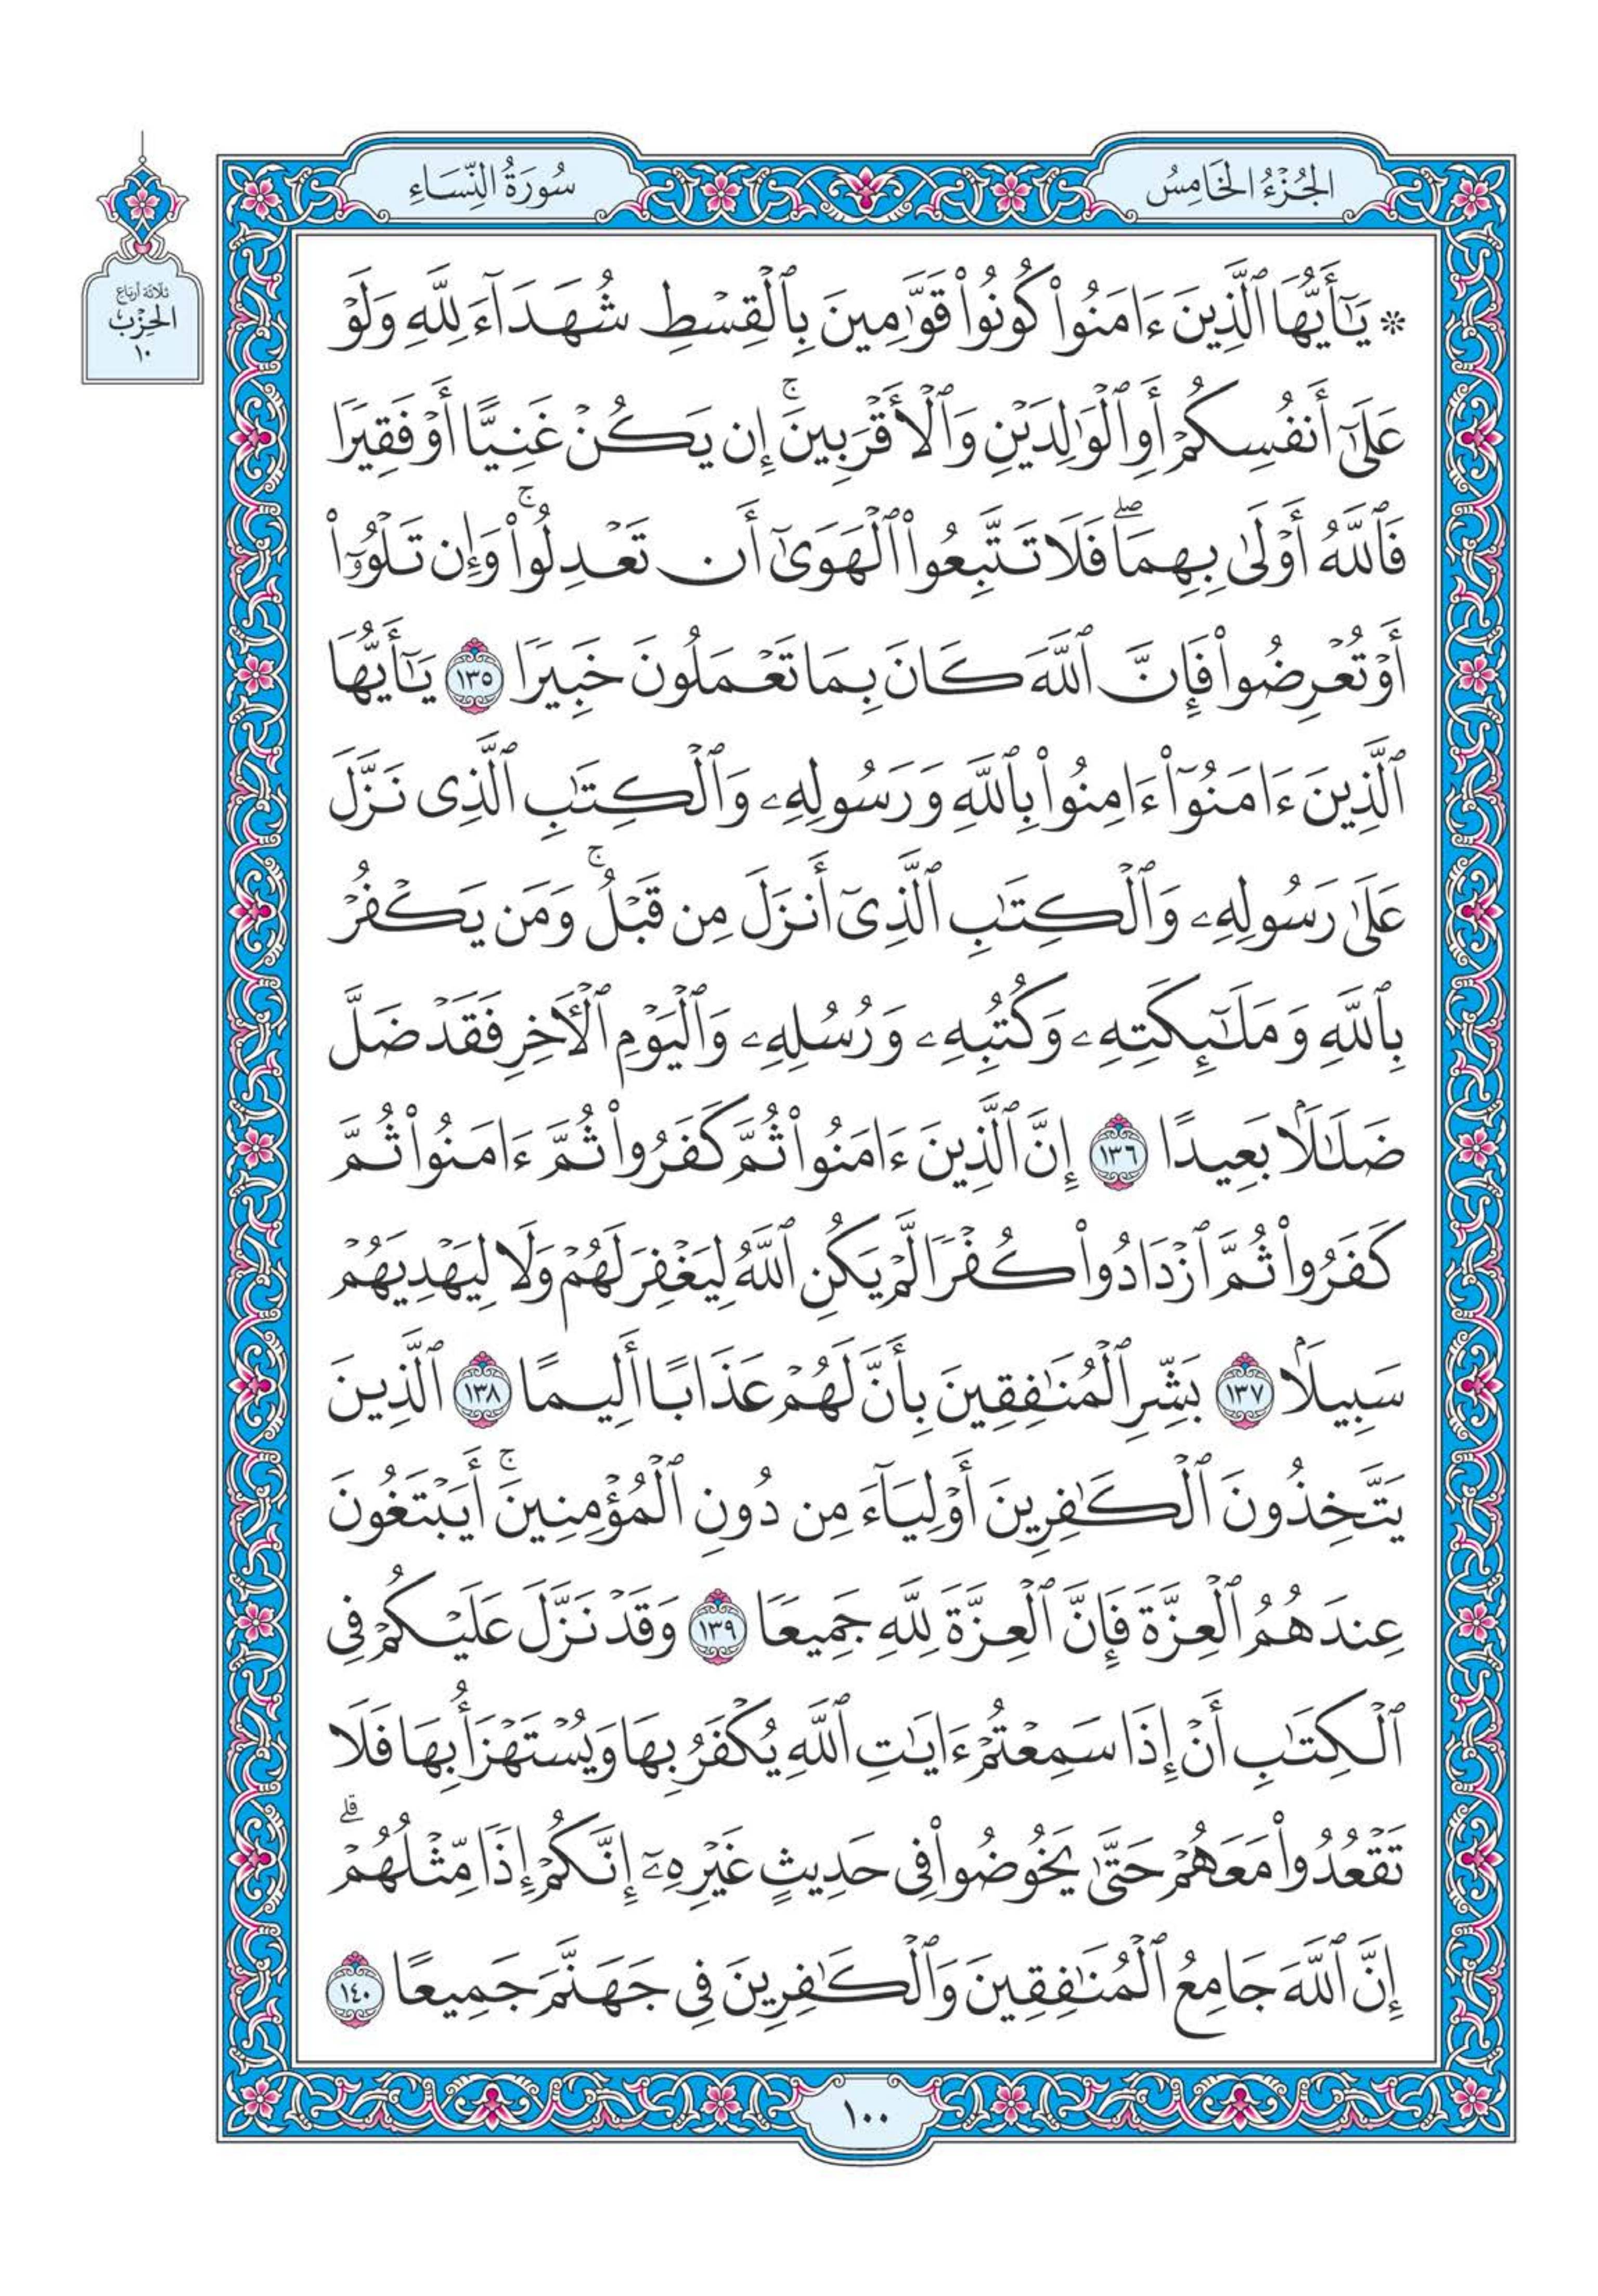 الجُزْءُ الخَامِسُ
سُورَةُ النِّسَاءِ
ثلاثة أرباع
الحِزْب
١٠
* يَٰٓأَيُّهَا ٱلَّذِينَ ءَامَنُوا۟ كُونُوا۟ قَوَّٰمِينَ بِٱلْقِسْطِ شُهَدَآءَ لِلَّهِ وَلَوْ
عَلَىٰٓ أَنفُسِكُمْ أَوِ ٱلْوَٰلِدَيْنِ وَٱلْأَقْرَبِينَ ۚ إِن يَكُنْ غَنِيًّا أَوْ فَقِيرًا
فَٱللَّهُ أَوْلَىٰ بِهِمَا ۖ فَلَا تَتَّبِعُوا۟ ٱلْهَوَىٰٓ أَن تَعْدِلُوا۟ ۚ وَإِن تَلْوُۥٓا۟
أَوْ تُعْرِضُوا۟ فَإِنَّ ٱللَّهَ كَانَ بِمَا تَعْمَلُونَ خَبِيرًا ١٣٥ يَٰٓأَيُّهَا
ٱلَّذِينَ ءَامَنُوٓا۟ ءَامِنُوا۟ بِٱللَّهِ وَرَسُولِهِۦ وَٱلْكِتَٰبِ ٱلَّذِى نَزَّلَ
عَلَىٰ رَسُولِهِۦ وَٱلْكِتَٰبِ ٱلَّذِىٓ أَنزَلَ مِن قَبْلُ ۚ وَمَن يَكْفُرْ
بِٱللَّهِ وَمَلَٰٓئِكَتِهِۦ وَكُتُبِهِۦ وَرُسُلِهِۦ وَٱلْيَوْمِ ٱلْأَخِرِ فَقَدْ ضَلَّ
ضَلَٰلًۢا بَعِيدًا ١٣٦ إِنَّ ٱلَّذِينَ ءَامَنُوا۟ ثُمَّ كَفَرُوا۟ ثُمَّ ءَامَنُوا۟ ثُمَّ
كَفَرُوا۟ ثُمَّ ٱزْدَادُوا۟ كُفْرًا لَّمْ يَكُنِ ٱللَّهُ لِيَغْفِرَ لَهُمْ وَلَا لِيَهْدِيَهُمْ
سَبِيلًۢا ١٣٧ بَشِّرِ ٱلْمُنَٰفِقِينَ بِأَنَّ لَهُمْ عَذَابًا أَلِيمًا ١٣٨ ٱلَّذِينَ
يَتَّخِذُونَ ٱلْكَٰفِرِينَ أَوْلِيَآءَ مِن دُونِ ٱلْمُؤْمِنِينَ ۚ أَيَبْتَغُونَ
عِندَهُمُ ٱلْعِزَّةَ فَإِنَّ ٱلْعِزَّةَ لِلَّهِ جَمِيعًا ١٣٩ وَقَدْ نَزَّلَ عَلَيْكُمْ فِى
ٱلْكِتَٰبِ أَنْ إِذَا سَمِعْتُمْ ءَايَٰتِ ٱللَّهِ يُكْفَرُ بِهَا وَيُسْتَهْزَأُ بِهَا فَلَا
تَقْعُدُوا۟ مَعَهُمْ حَتَّىٰ يَخُوضُوا۟ فِى حَدِيثٍ غَيْرِهِۦٓ إِنَّكُمْ إِذًا مِّثْلُهُمْ ۗ
إِنَّ ٱللَّهَ جَامِعُ ٱلْمُنَٰفِقِينَ وَٱلْكَٰفِرِينَ فِى جَهَنَّمَ جَمِيعًا ١٤٠
١٠٠